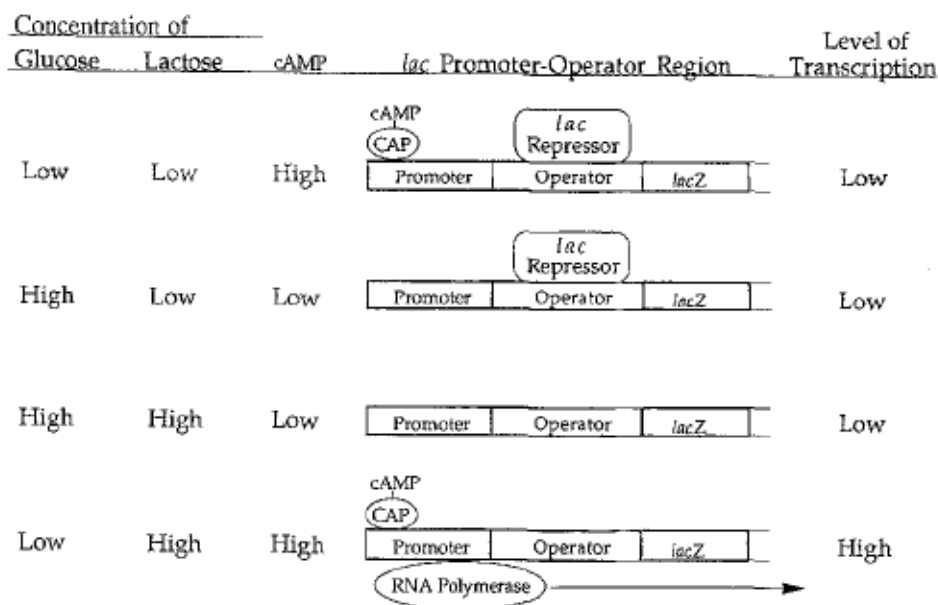 Concentration of
Glucose Lactose cAMP lac Promoter-Operator Region Level of Transcription
cAMP
CAP
lac Repressor
Low Low High Promoter Operator lacZ Low
lac Repressor
High Low Low Promoter Operator lacZ Low
High High Low Promoter Operator lacZ Low
cAMP
CAP
Low High High Promoter Operator lacZ High
RNA Polymerase